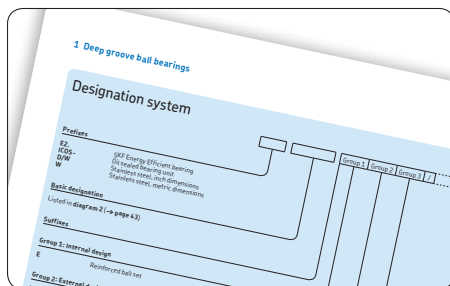 1 Deep groove ball bearings
Designation system
Prefixes
E2. SKF Energy Efficient bearing
ICOS- Oil sealed bearing unit
D/W Stainless steel, inch dimensions
W Stainless steel, metric dimensions
Group 1 Group 2 Group 3 /
Basic designation
Listed in diagram 2 (→ page 43)
Suffixes
Group 1: Internal design
E Reinforced ball set
Group 2: External